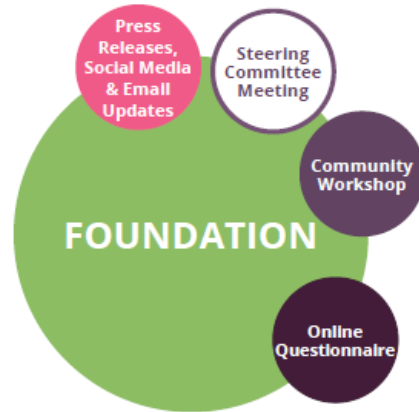 Press
Releases,
Social Media
& Email
Updates
Steering
Committee
Meeting
Community
Workshop
FOUNDATION
Online
Questionnaire